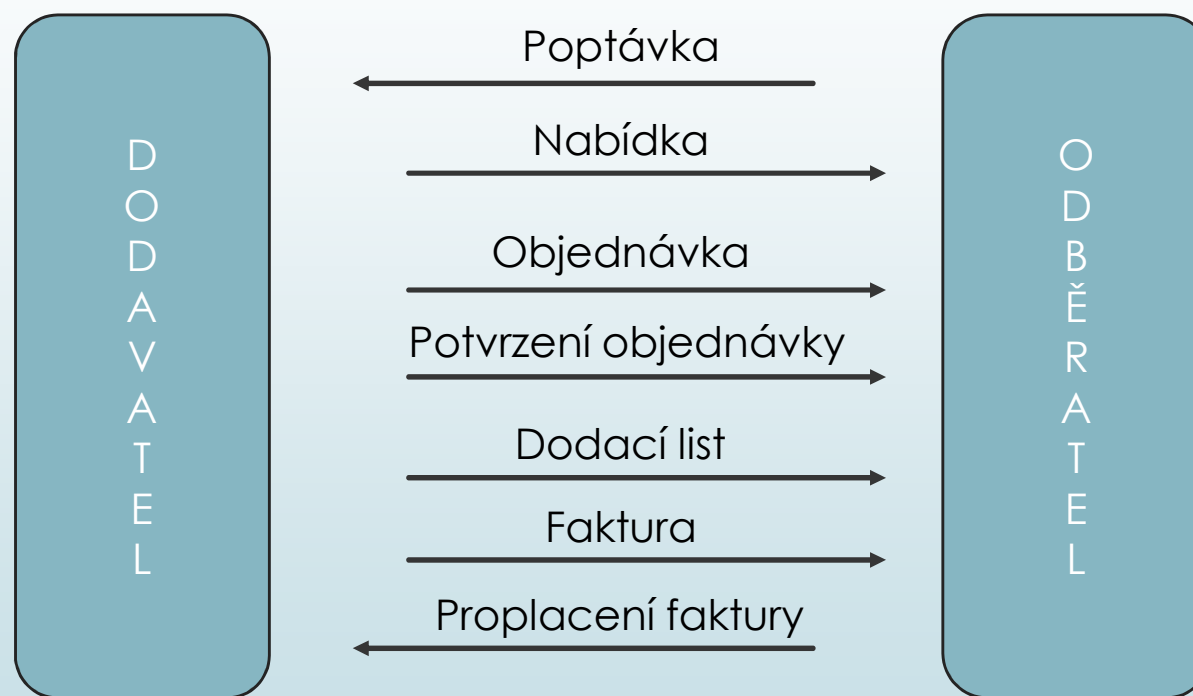 DODAVATEL
Poptávka
Nabídka
Objednávka
Potvrzení objednávky
Dodací list
Faktura
Proplacení faktury
ODBĚRATEL